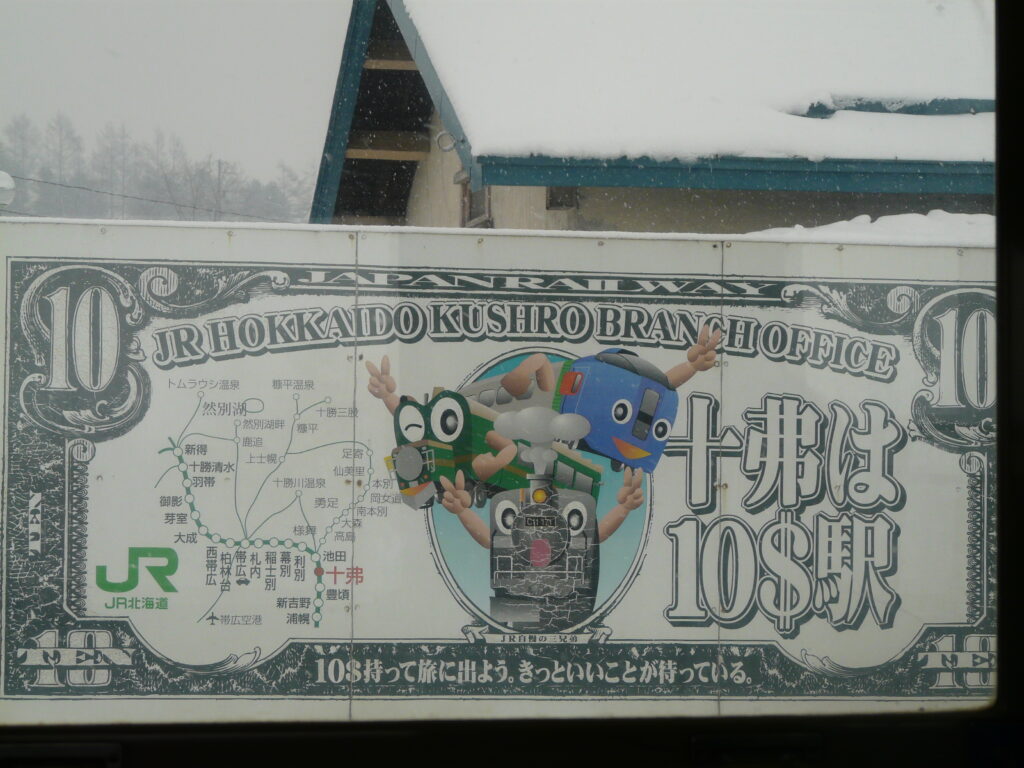 JAPAN RAILWAY
JR HOKKAIDO KUSHRO BRANCH OFFICE
10
10
トムラウシ温泉
糠平温泉
然別湖
十勝三股
然別湖畔
糠平
鹿追
上士幌
足寄
仙美里
新得
十勝清水
羽帯
十勝川温泉
本別
岡女道
南本別
勇足
御影
芽室
大成
様舞
大森
高島
西帯広
柏林台
帯広
札内
稲士別
幕別
利別
池田
十弗
豊頃
新吉野
浦幌
帯広空港
JR
JR北海道
TEN
C11 171
十弗は
10$駅
JR自慢の三兄弟
10
TEN
10$持って旅に出よう。きっといいことが待っている。